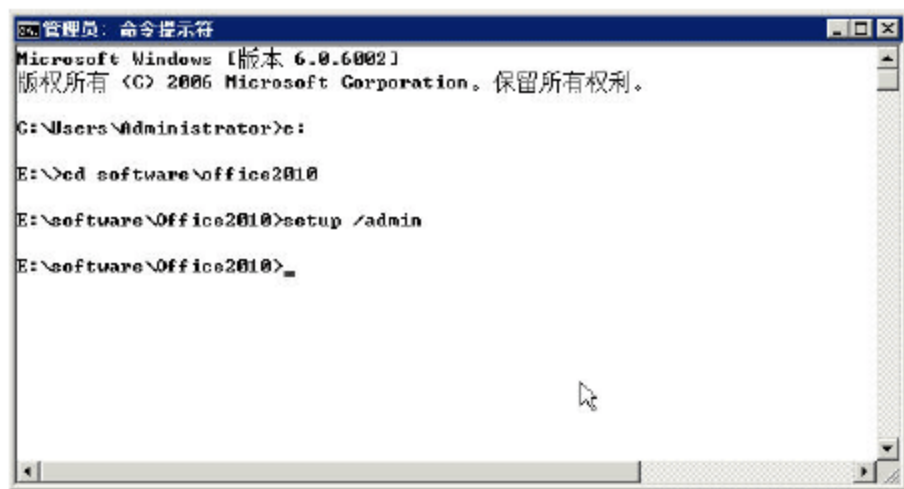 管理员: 命令提示符
Microsoft Windows [版本 6.0.6002]
版权所有 (C) 2006 Microsoft Corporation。保留所有权利。
C:\Users\Administrator>e:
E:\>cd software\office2010
E:\software\Office2010>setup /admin
E:\software\Office2010>_